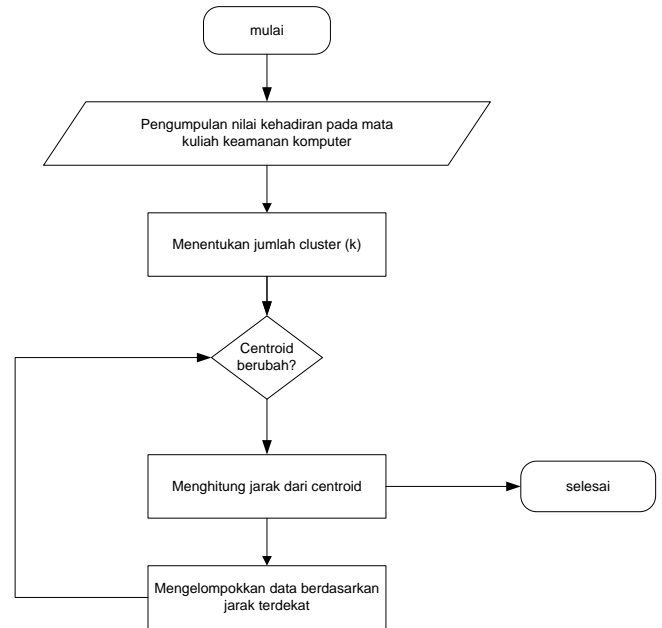 mulai
Pengumpulan nilai kehadiran pada mata
kuliah keamanan komputer
Menentukan jumlah cluster (k)
Centroid
berubah?
Menghitung jarak dari centroid
selesai
Mengelompokkan data berdasarkan
jarak terdekat